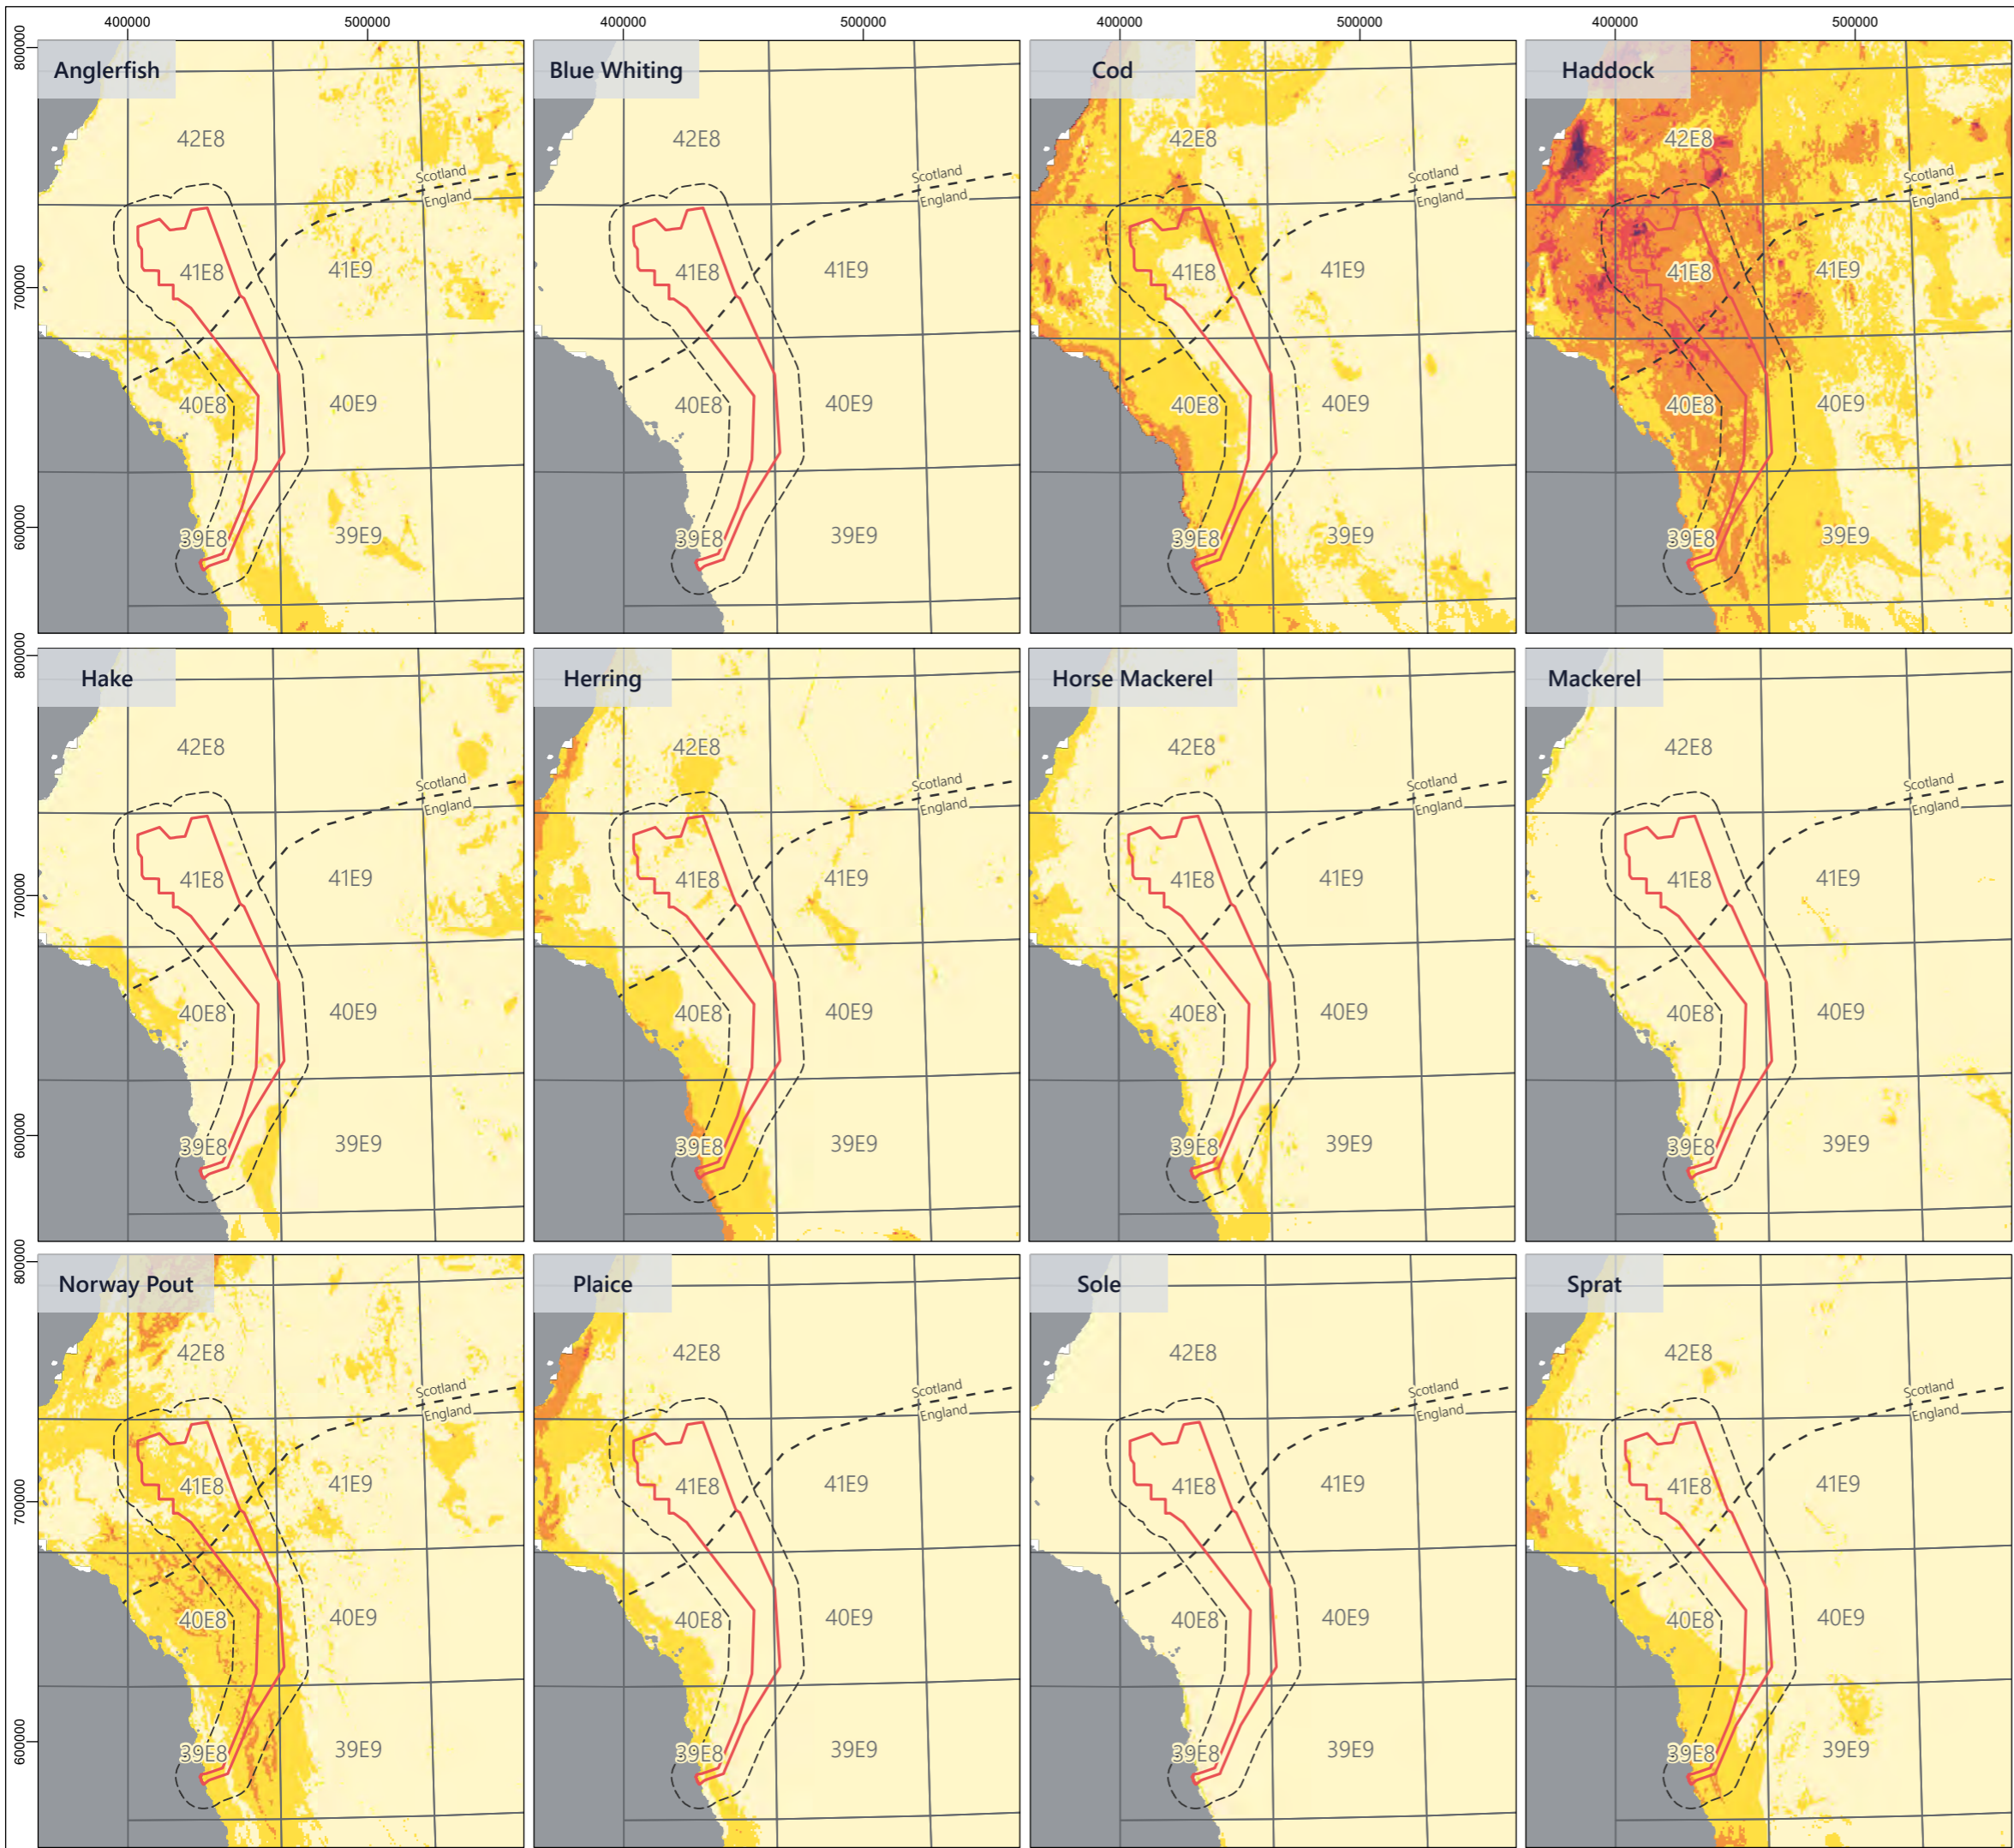 400000 500000 400000 500000 400000 500000 400000 500000
800000
700000
600000
Anglerfish
42E8
Scotland
England
41E8
41E9
40E8
40E9
39E8
39E9
Blue Whiting
42E8
Scotland
England
41E8
41E9
40E8
40E9
39E8
39E9
Cod
42E8
Scotland
England
41E8
41E9
40E8
40E9
39E8
39E9
Haddock
42E8
Scotland
England
41E8
41E9
40E8
40E9
39E8
39E9
800000
700000
600000
Hake
42E8
Scotland
England
41E8
41E9
40E8
40E9
39E8
39E9
Herring
42E8
Scotland
England
41E8
41E9
40E8
40E9
39E8
39E9
Horse Mackerel
42E8
Scotland
England
41E8
41E9
40E8
40E9
39E8
39E9
Mackerel
42E8
Scotland
England
41E8
41E9
40E8
40E9
39E8
39E9
800000
700000
600000
Norway Pout
42E8
Scotland
England
41E8
41E9
40E8
40E9
39E8
39E9
Plaice
42E8
Scotland
England
41E8
41E9
40E8
40E9
39E8
39E9
Sole
42E8
Scotland
England
41E8
41E9
40E8
40E9
39E8
39E9
Sprat
42E8
Scotland
England
41E8
41E9
40E8
40E9
39E8
39E9